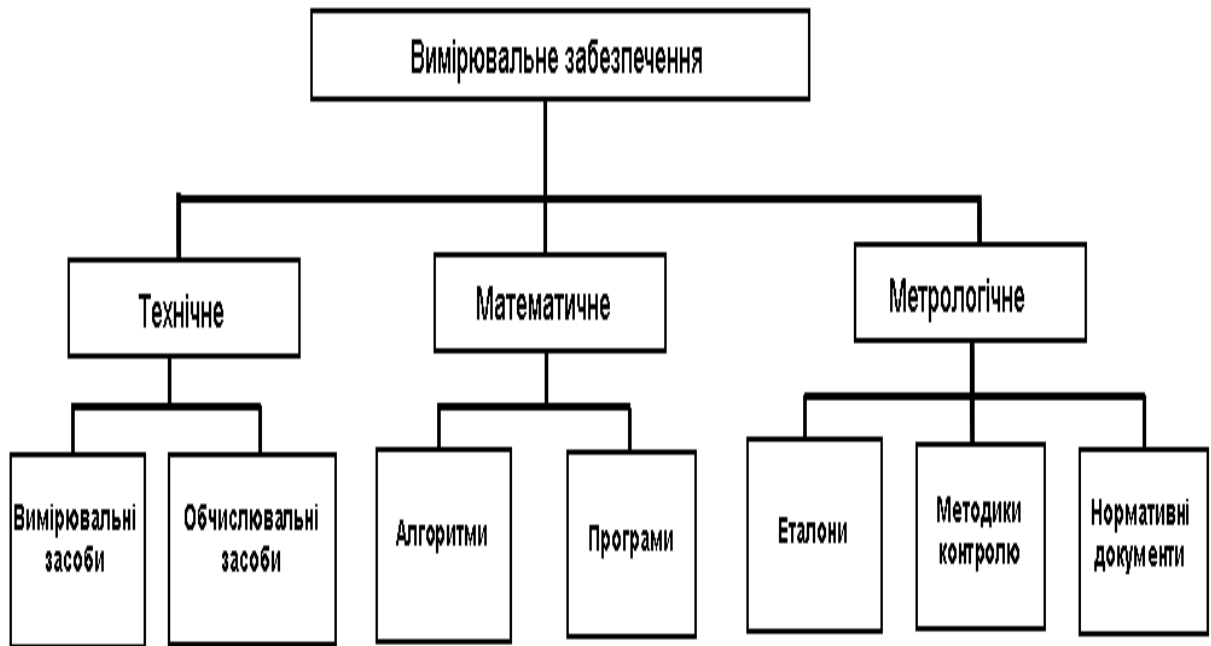 Вимірювальне забезпечення
Технічне
Математичне
Метрологічне
Вимірювальні
засоби
Обчислювальні
засоби
Алгоритми
Програми
Еталони
Методики
контролю
Нормативні
документи